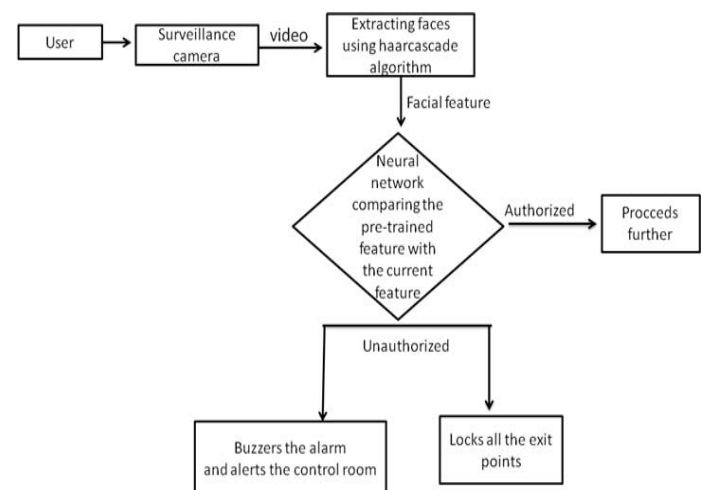 User
Surveillance
camera
video
Extracting faces
using haarcascade
algorithm
Facial feature
Neural
network
comparing the
pre-trained
feature with
the current
feature
Authorized
Procceds
further
Unauthorized
Buzzers the alarm
and alerts the control room
Locks all the exit
points